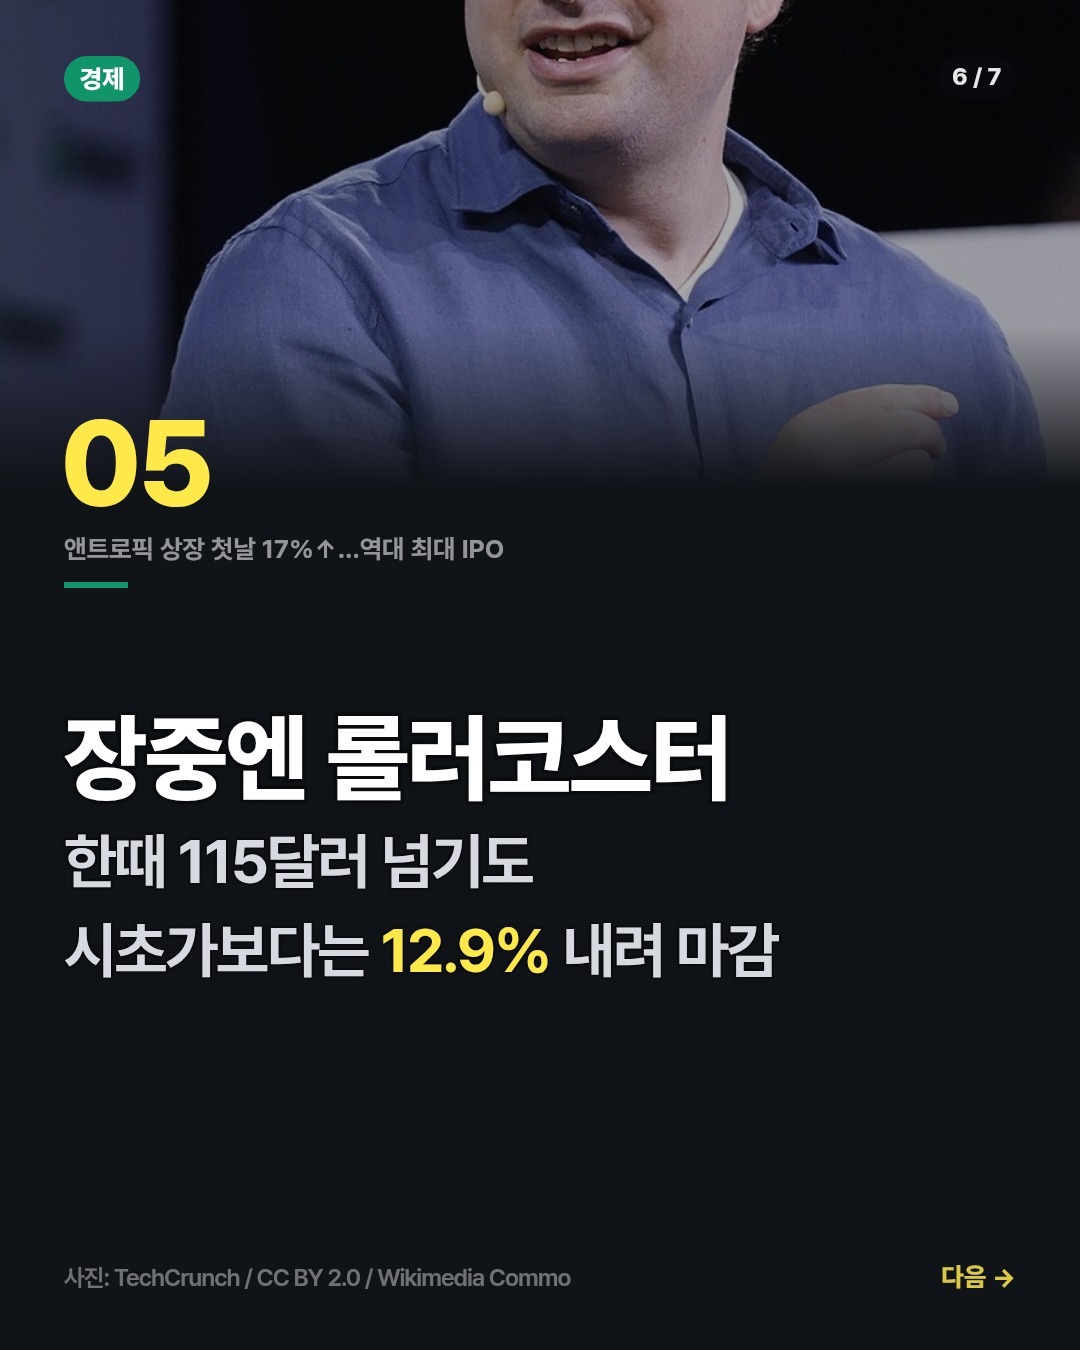 경제
6 / 7
05
앤트로픽 상장 첫날 17%↑…역대 최대 IPO
장중엔 롤러코스터
한때 115달러 넘기도
시초가보다는 12.9% 내려 마감
사진: TechCrunch / CC BY 2.0 / Wikimedia Commo
다음 →